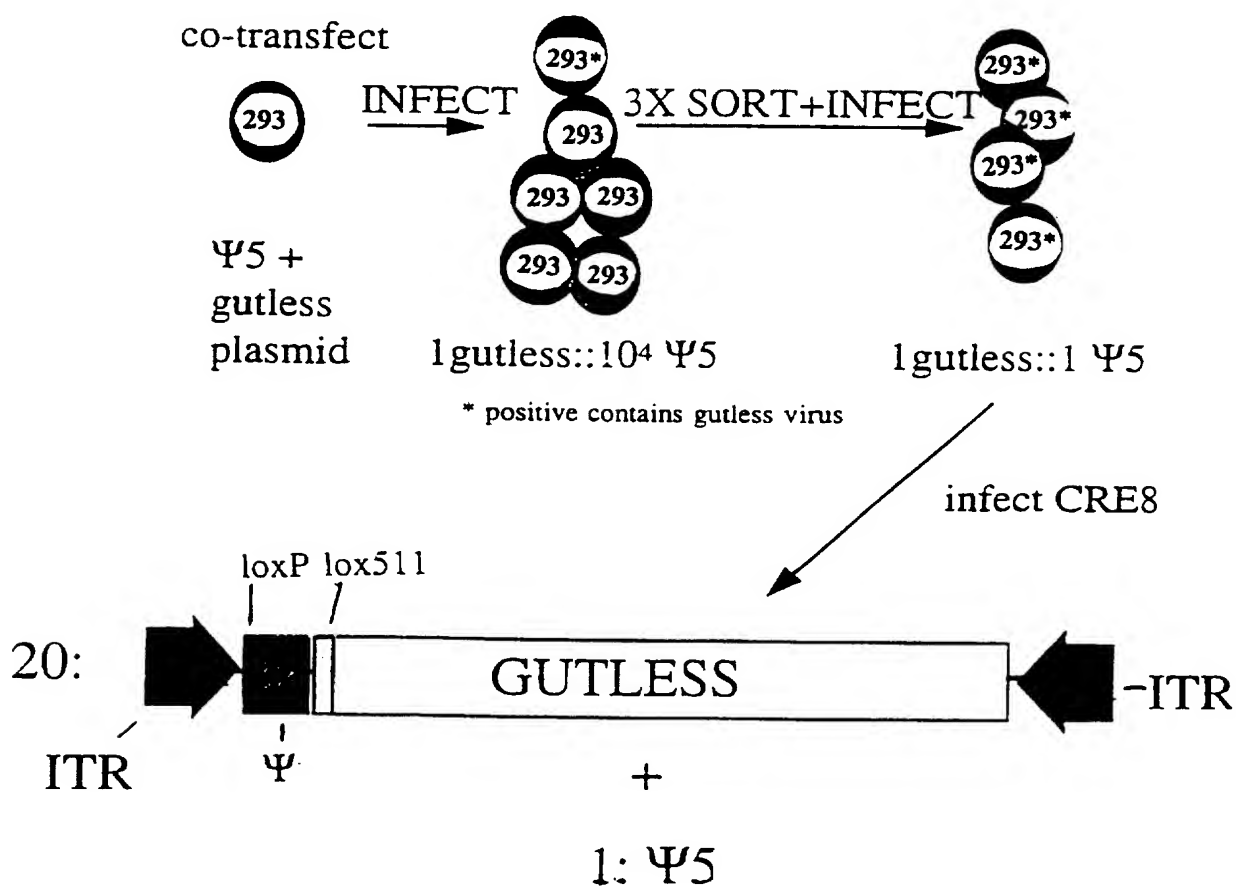 co-transfect
293
Ψ5 +
gutless
plasmid
INFECT
293*
293
293
293
293
293
1gutless::10⁴ Ψ5
3X SORT+INFECT
293*
293*
293*
293*
1gutless::1 Ψ5
* positive contains gutless virus
infect CRE8
loxP lox511
20:
GUTLESS
-ITR
ITR
Ψ
+
1: Ψ5